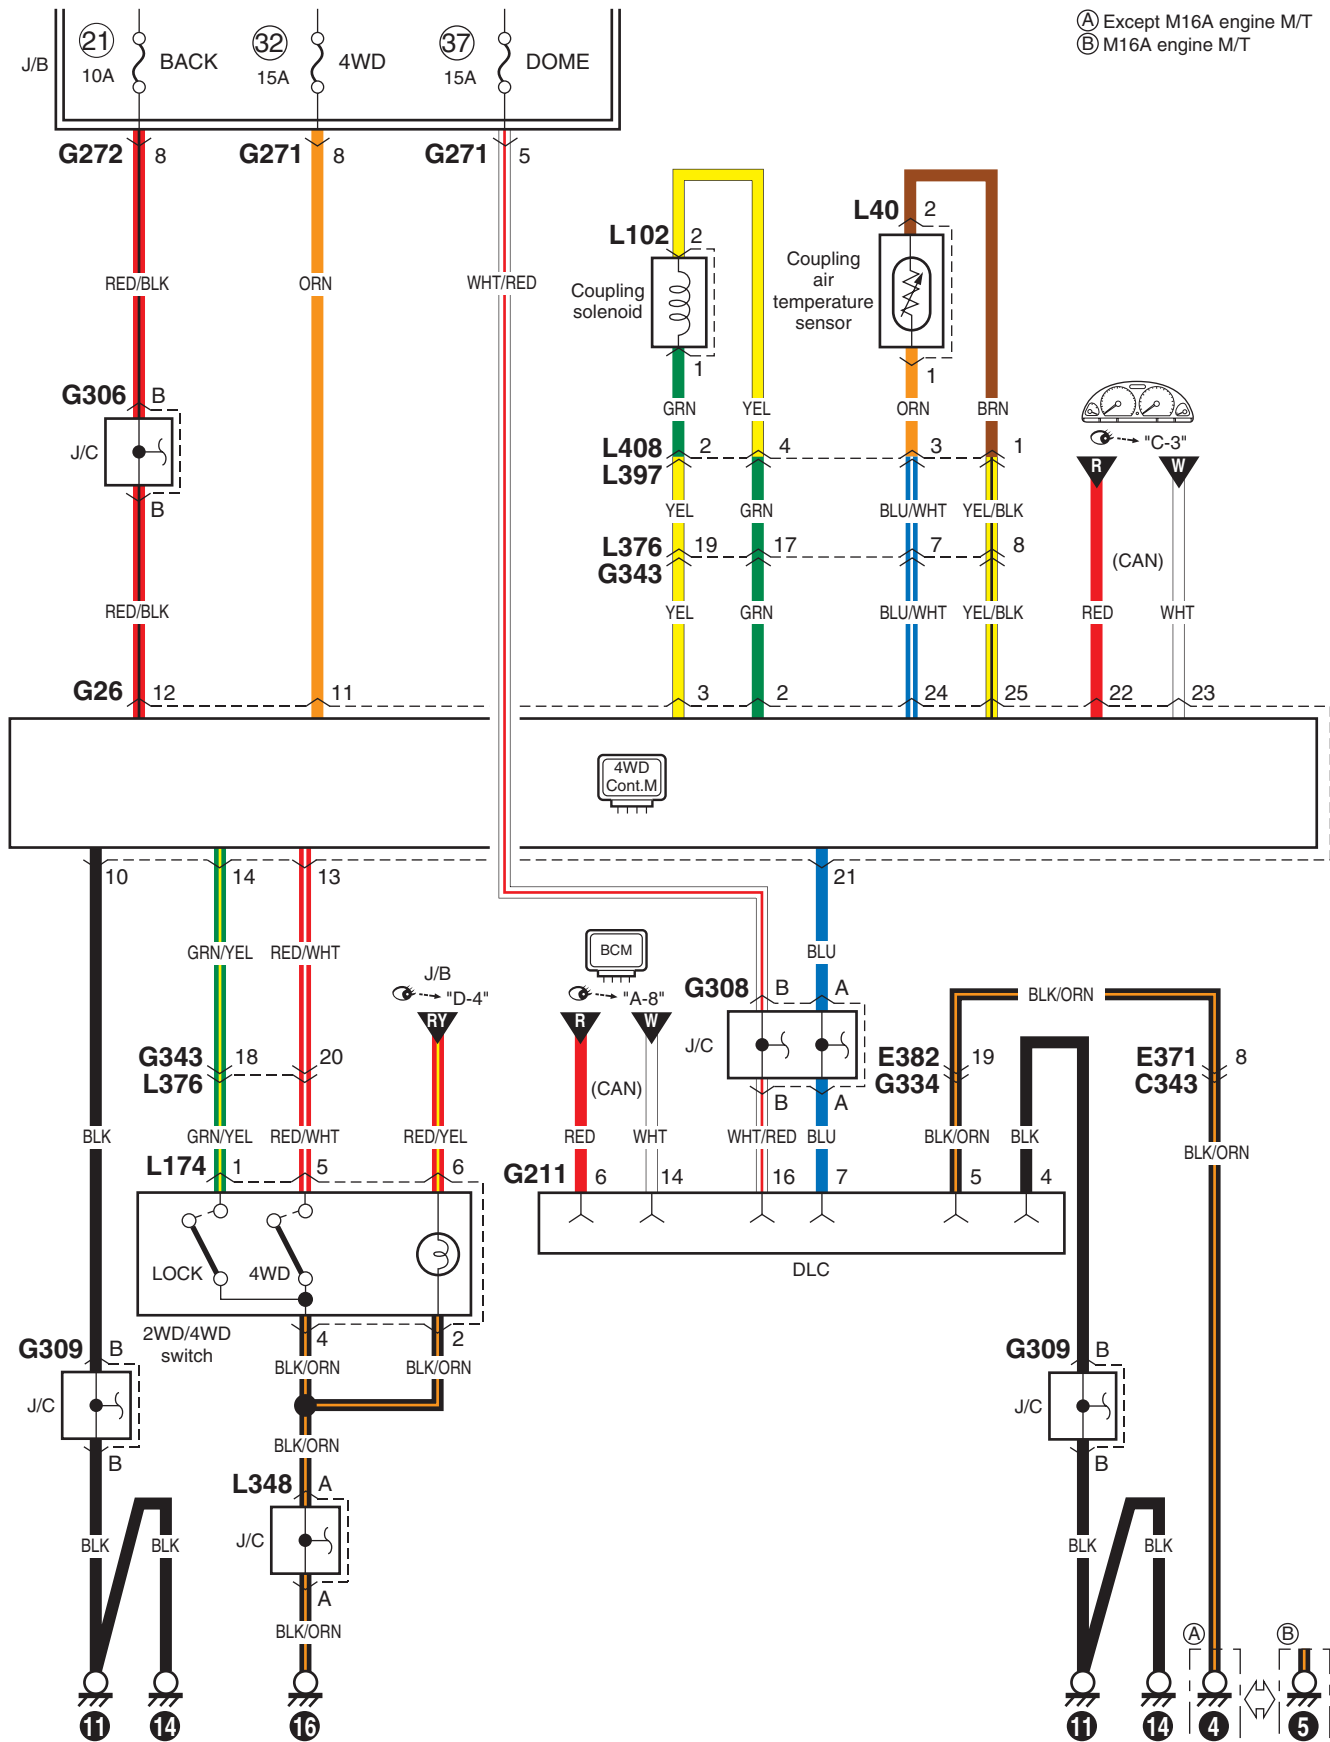 Ⓐ Except M16A engine M/T
Ⓑ M16A engine M/T
J/B
21
10A
BACK
32
15A
4WD
37
15A
DOME
G272 8
G271 8
G271 5
L102 2
L40 2
Coupling
solenoid
Coupling
air
temperature
sensor
RED/BLK
ORN
WHT/RED
1
1
G306 B
J/C
B
GRN
YEL
ORN
BRN
"C-3"
L408 2 4 3 1
L397
R
W
YEL
GRN
BLU/WHT
YEL/BLK
L376 19 17 7 8
G343
(CAN)
RED/BLK
YEL
GRN
BLU/WHT
YEL/BLK
RED
WHT
G26 12 11 3 2 24 25 22 23
4WD
Cont.M
10 14 13 21
GRN/YEL
RED/WHT
BLU
J/B
"D-4"
RY
BCM
"A-8"
R
W
G308 B A
J/C
B A
BLK/ORN
G343 18 20
L376
(CAN)
E382 19
G334
E371 8
C343
BLK
GRN/YEL
RED/WHT
RED/YEL
RED
WHT
WHT/RED
BLU
BLK/ORN
BLK
BLK/ORN
L174 1 5 6
G211 6 14 16 7 5 4
LOCK
4WD
DLC
2WD/4WD
switch
4 2
G309 B
J/C
B
BLK/ORN
BLK/ORN
G309 B
J/C
B
BLK/ORN
L348 A
J/C
A
BLK
BLK
BLK/ORN
BLK
BLK
Ⓐ
Ⓑ
11
14
16
11
14
4
5